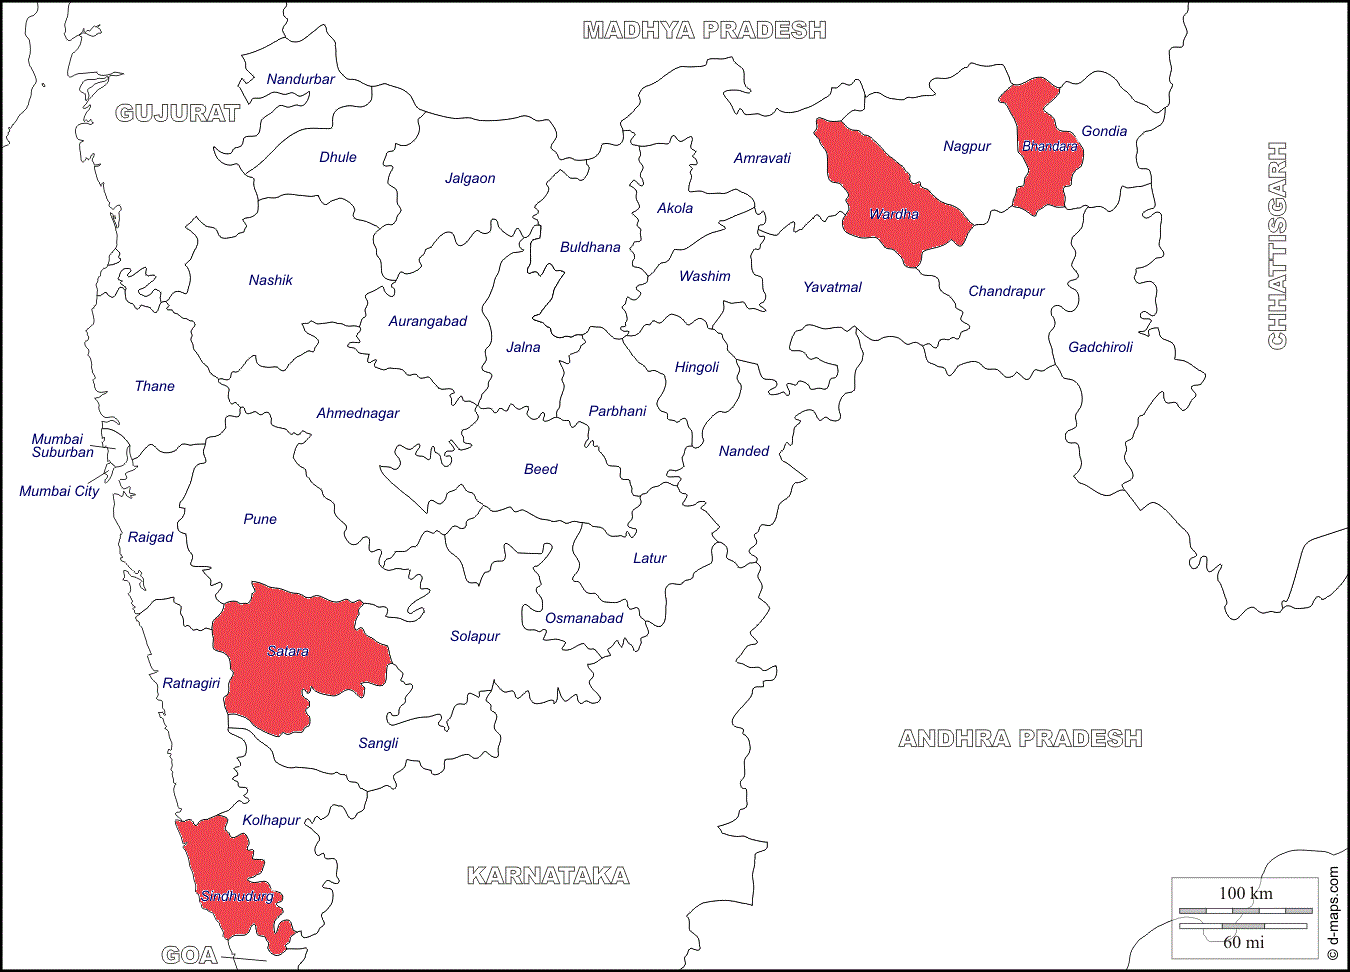 MADHYA PRADESH
Nandurbar
GUJURAT
Dhule
Jalgaon
Amravati
Nagpur
Bhandara
Gondia
Akola
Wardha
CHHATTISGARH
Buldhana
Nashik
Washim
Yavatmal
Chandrapur
Aurangabad
Jalna
Hingoli
Gadchiroli
Thane
Ahmednagar
Parbhani
Mumbai
Suburban
Nanded
Beed
Mumbai City
Pune
Raigad
Latur
Osmanabad
Solapur
Satara
Ratnagiri
Sangli
ANDHRA PRADESH
Kolhapur
KARNATAKA
Sindhudurg
GOA
100 km
60 mi
© d-maps.com